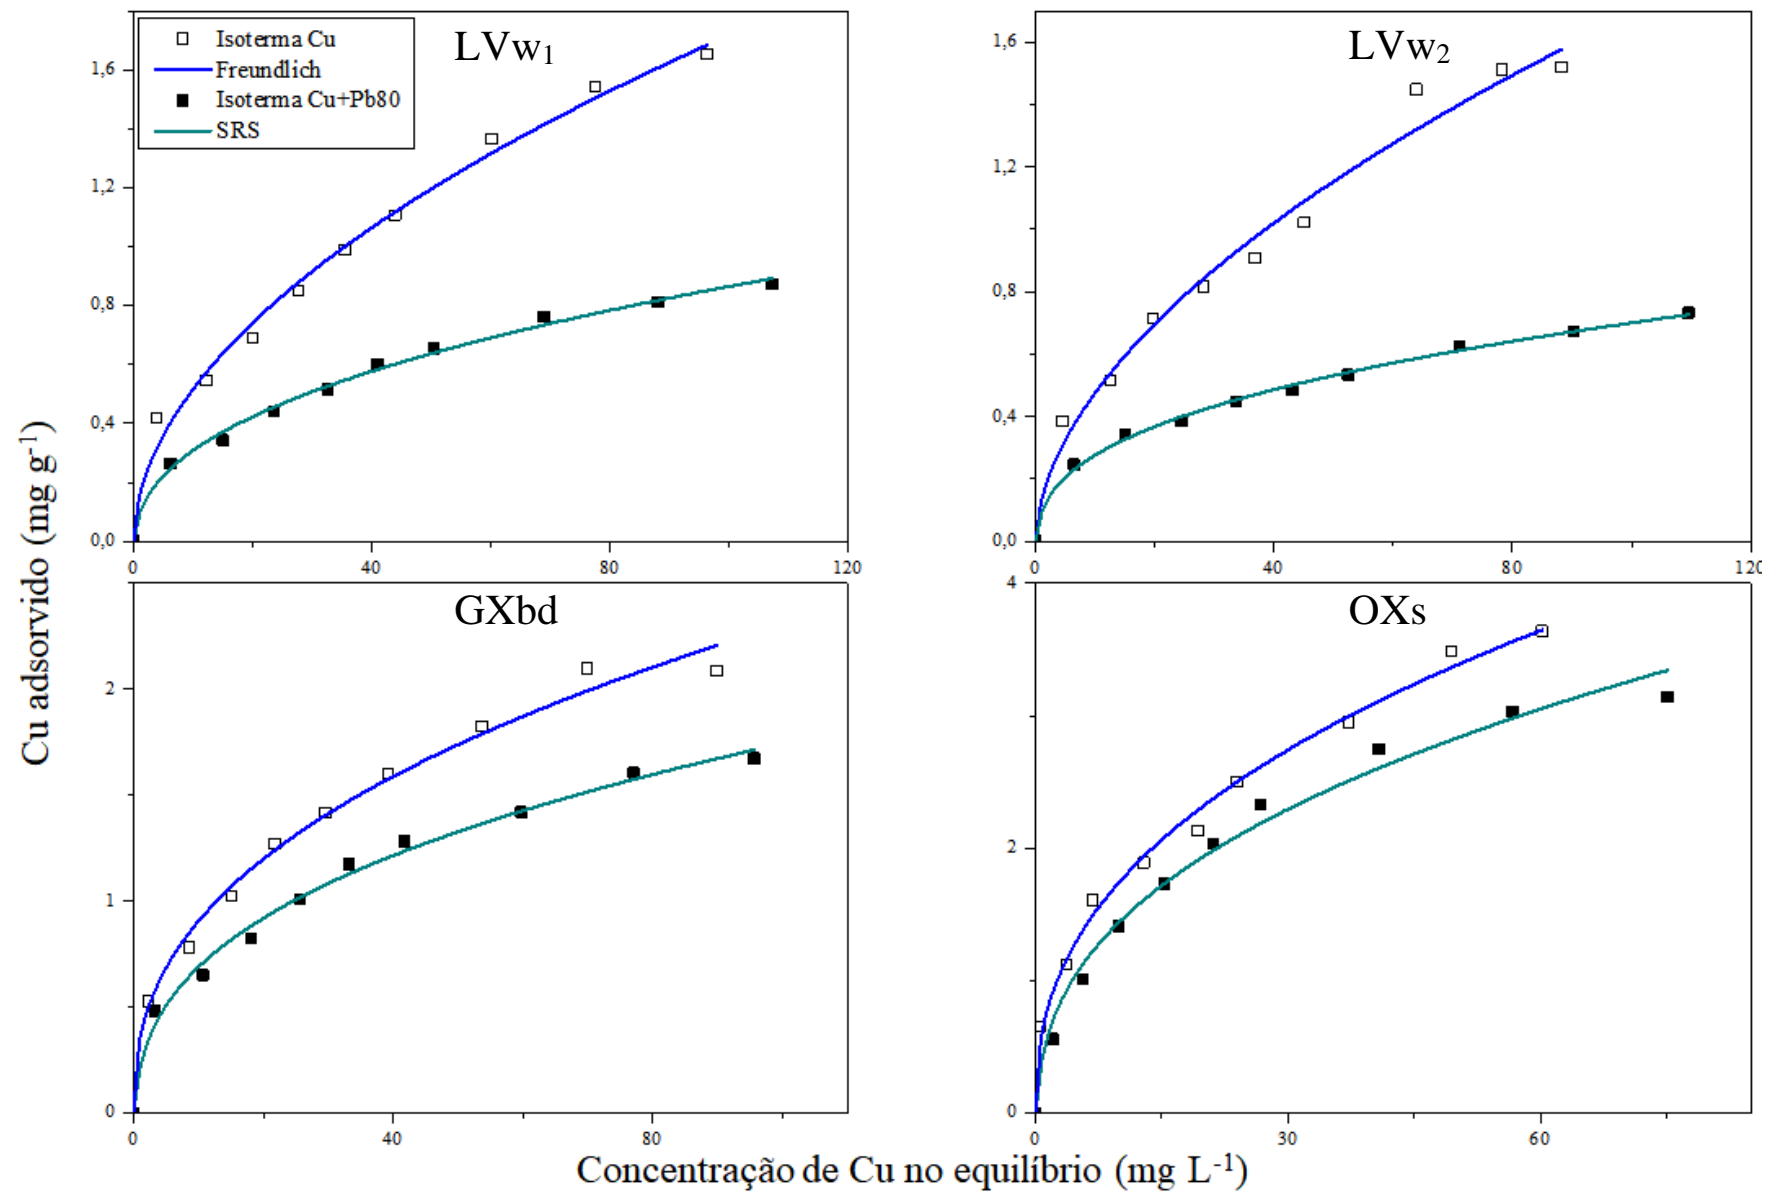 Isoterma Cu
Freundlich
Isoterma Cu+Pb80
SRS
LVw1
1,6
1,2
0,8
0,4
0,0
0 40 80 120
LVw2
1,6
1,2
0,8
0,4
0,0
0 40 80 120
Cu adsorvido (mg g-1)
GXbd
2
1
0
0 40 80
OXs
4
2
0
0 30 60
Concentração de Cu no equilíbrio (mg L-1)